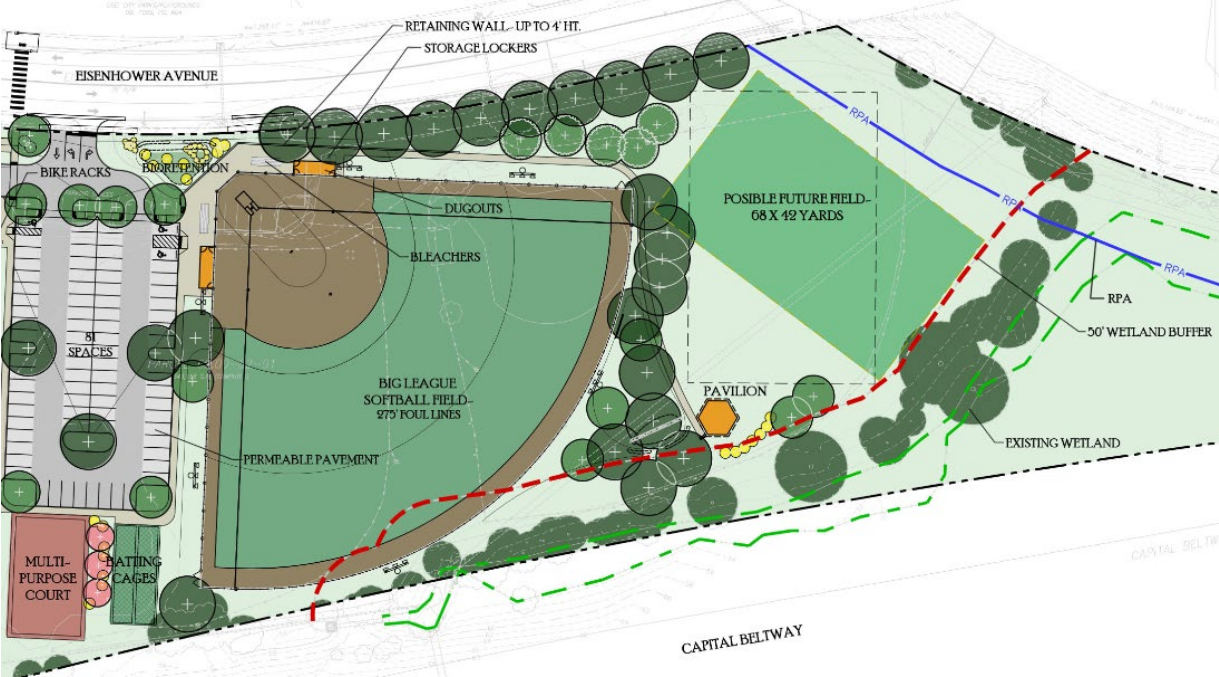 RETAINING WALL- UP TO 4' HT.
STORAGE LOCKERS
EISENHOWER AVENUE
BIKE RACKS
BIORETENTION
DUGOUTS
BLEACHERS
POSIBLE FUTURE FIELD-
68 X 42 YARDS
RPA
RPA
RPA
RPA
50' WETLAND BUFFER
81
SPACES
BIG LEAGUE
SOFTBALL FIELD-
275' FOUL LINES
PAVILION
EXISTING WETLAND
PERMEABLE PAVEMENT
MULTI-
PURPOSE
COURT
BATTING
CAGES
CAPITAL BELTW
CAPITAL BELTWAY